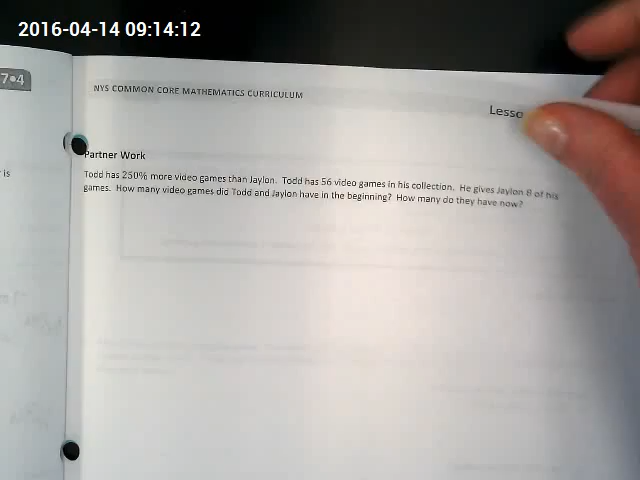 2016-04-14 09:14:12
7•4
NYS COMMON CORE MATHEMATICS CURRICULUM
Lesso
is
Partner Work
Todd has 250% more video games than Jaylon. Todd has 56 video games in his collection. He gives Jaylon 8 of his
games. How many video games did Todd and Jaylon have in the beginning? How many do they have now?